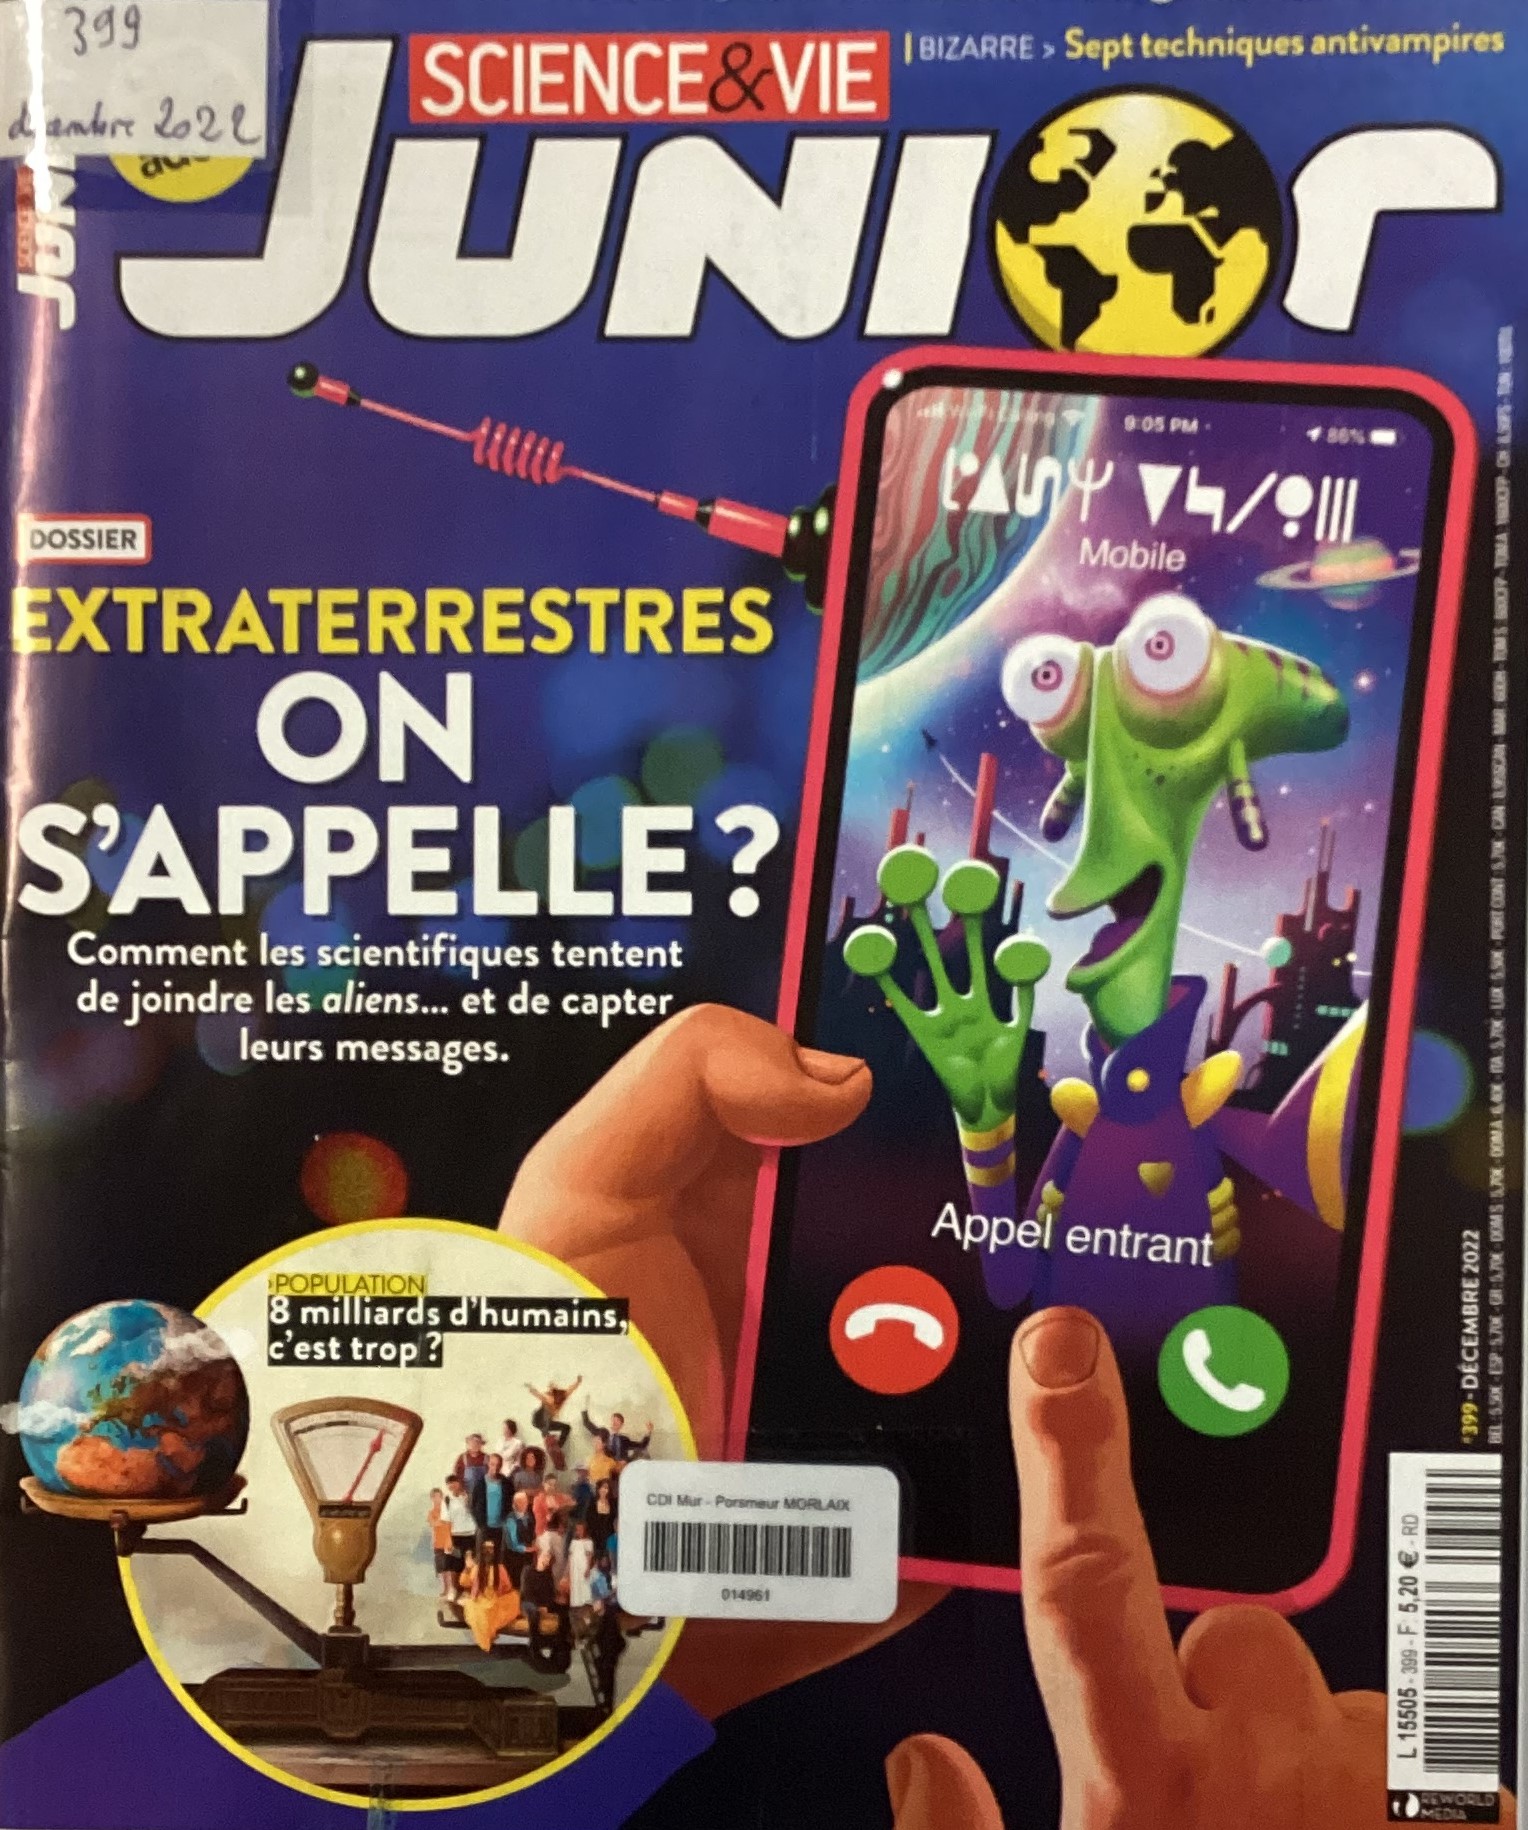 399
décembre 2022
SCIENCE&VIE
JUNIOR
| BIZARRE > Sept techniques antivampires
9:05 PM
86%
Mobile
DOSSIER
EXTRATERRESTRES
ON
S'APPELLE ?
Comment les scientifiques tentent
de joindre les aliens... et de capter
leurs messages.
Appel entrant
›POPULATION
8 milliards d'humains,
c'est trop ?
CDI Mur - Porsmeur MORLAIX
014961
#399 - DÉCEMBRE 2022
L 15505 - 399 - F: 5,20 € - RD
REWORLD
MEDIA